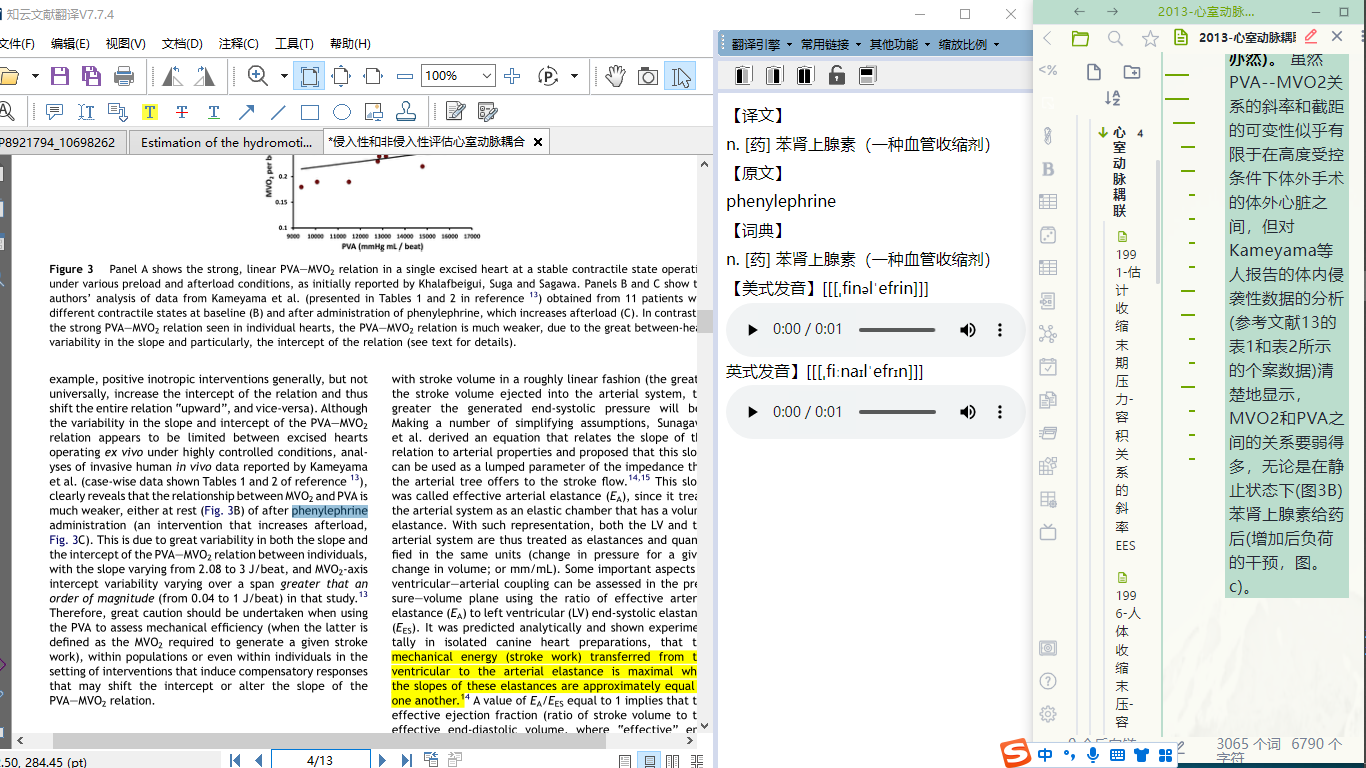 知云文献翻译V7.7.4
文件(F) 编辑(E) 视图(V) 文档(D) 注释(C) 工具(T) 帮助(H)
100%
P8921794_10698262
Estimation of the hydromoti...
*侵入性和非侵入性评估心室动脉耦合
MVO2 per b
0.2
0.15
0.1
9000 10000 11000 12000 13000 14000 15000 16000 17000
PVA (mmHg mL / beat)
Figure 3 Panel A shows the strong, linear PVA—MVO2 relation in a single excised heart at a stable contractile state operati
under various preload and afterload conditions, as initially reported by Khalafbeigui, Suga and Sagawa. Panels B and C show t
authors’ analysis of data from Kameyama et al. (presented in Tables 1 and 2 in reference 13) obtained from 11 patients w
different contractile states at baseline (B) and after administration of phenylephrine, which increases afterload (C). In contrast
the strong PVA—MVO2 relation seen in individual hearts, the PVA—MVO2 relation is much weaker, due to the great between-hea
variability in the slope and particularly, the intercept of the relation (see text for details).
example, positive inotropic interventions generally, but not
universally, increase the intercept of the relation and thus
shift the entire relation “upward”, and vice-versa). Although
the variability in the slope and intercept of the PVA—MVO2
relation appears to be limited between excised hearts
operating ex vivo under highly controlled conditions, anal-
yses of invasive human in vivo data reported by Kameyama
et al. (case-wise data shown Tables 1 and 2 of reference 13),
clearly reveals that the relationship between MVO2 and PVA is
much weaker, either at rest (Fig. 3B) of after phenylephrine
administration (an intervention that increases afterload,
Fig. 3C). This is due to great variability in both the slope and
the intercept of the PVA—MVO2 relation between individuals,
with the slope varying from 2.08 to 3 J/beat, and MVO2-axis
intercept variability varying over a span greater that an
order of magnitude (from 0.04 to 1 J/beat) in that study.13
Therefore, great caution should be undertaken when using
the PVA to assess mechanical efficiency (when the latter is
defined as the MVO2 required to generate a given stroke
work), within populations or even within individuals in the
setting of interventions that induce compensatory responses
that may shift the intercept or alter the slope of the
PVA—MVO2 relation.
with stroke volume in a roughly linear fashion (the great
the stroke volume ejected into the arterial system, t
greater the generated end-systolic pressure will be
Making a number of simplifying assumptions, Sunagav
et al. derived an equation that relates the slope of t
relation to arterial properties and proposed that this slo
can be used as a lumped parameter of the impedance th
the arterial tree offers to the stroke flow.14,15 This slo
was called effective arterial elastance (EA), since it trea
the arterial system as an elastic chamber that has a volun
elastance. With such representation, both the LV and t
arterial system are thus treated as elastances and quan
fied in the same units (change in pressure for a giv
change in volume; or mm/mL). Some important aspects
ventricular—arterial coupling can be assessed in the pre
sure—volume plane using the ratio of effective arter
elastance (EA) to left ventricular (LV) end-systolic elastan
(EES). It was predicted analytically and shown experime
tally in isolated canine heart preparations, that t
mechanical energy (stroke work) transferred from t
ventricular to the arterial elastance is maximal wh
the slopes of these elastances are approximately equal
one another.14 A value of EA/EES equal to 1 implies that t
effective ejection fraction (ratio of stroke volume to t
effective end-diastolic volume, where “effective” en
2.50, 284.45 (pt)
4/13
翻译引擎 常用链接 其他功能 缩放比例
【译文】
n. [药] 苯肾上腺素（一种血管收缩剂）
【原文】
phenylephrine
【词典】
n. [药] 苯肾上腺素（一种血管收缩剂）
【美式发音】[[[ˌfinəlˈefrin]]]
0:00 / 0:01
英式发音】[[[ˌfiːnaɪlˈefrɪn]]]
0:00 / 0:01
2013-心室动脉...
2013-心室动脉耦联
心
室
动
脉
耦
联
4
199
1-估
计
收
缩
末
期
压
力-
容
积
关
系
的
斜
率
EES
199
6-人
体
收
缩
末
压-
容
亦然)。虽然
PVA--MVO2关
系的斜率和截距
的可变性似乎有
限于在高度受控
条件下体外手术
的体外心脏之
间，但对
Kameyama等
人报告的体内侵
袭性数据的分析
(参考文献13的
表1和表2所示
的个案数据)清
楚地显示，
MVO2和PVA之
间的关系要弱得
多，无论是在静
止状态下(图3B)
苯肾上腺素给药
后(增加后负荷
的干预，图。
c)。
3065 个词 6790 个
字符
中